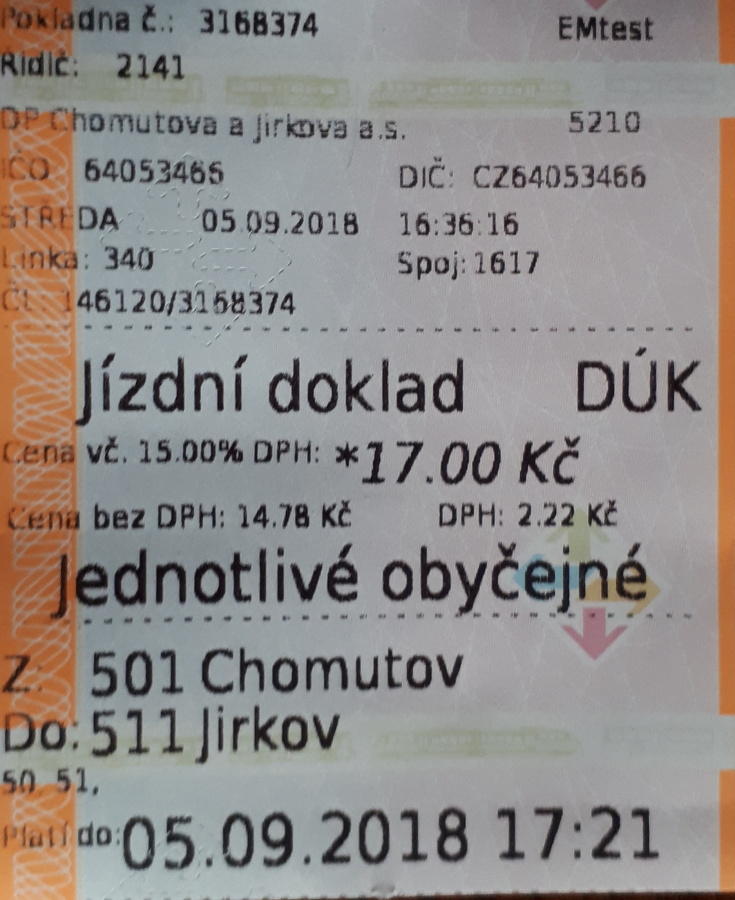 Pokladna č.: 3168374 EMtest
Řidič: 2141
DP Chomutova a Jirkova a.s. 5210
IČO 64053466 DIČ: CZ64053466
STŘEDA 05.09.2018 16:36:16
Linka: 340 Spoj: 1617
ČL: 146120/3168374
Jízdní doklad DÚK
Cena vč. 15.00% DPH: *17.00 Kč
Cena bez DPH: 14.78 Kč DPH: 2.22 Kč
Jednotlivé obyčejné
Z: 501 Chomutov
Do: 511 Jirkov
50 51,
Platí do: 05.09.2018 17:21